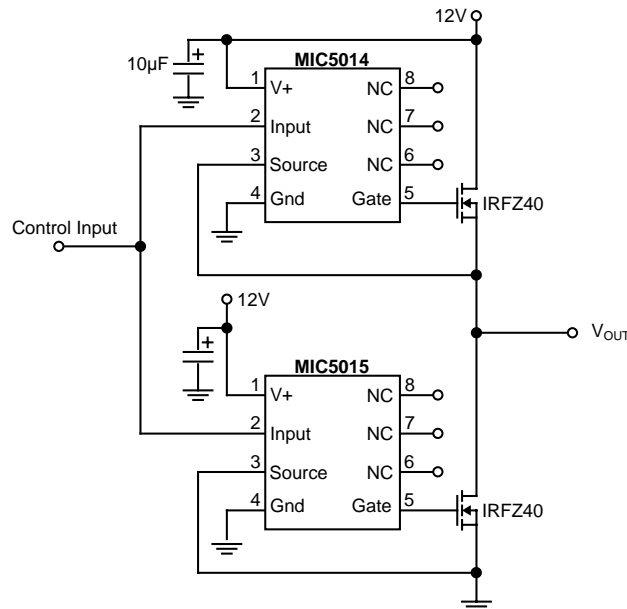 12V
10µF
MIC5014
1 V+ NC 8
2 Input NC 7
3 Source NC 6
4 Gnd Gate 5
IRFZ40
Control Input
12V
VOUT
MIC5015
1 V+ NC 8
2 Input NC 7
3 Source NC 6
4 Gnd Gate 5
IRFZ40